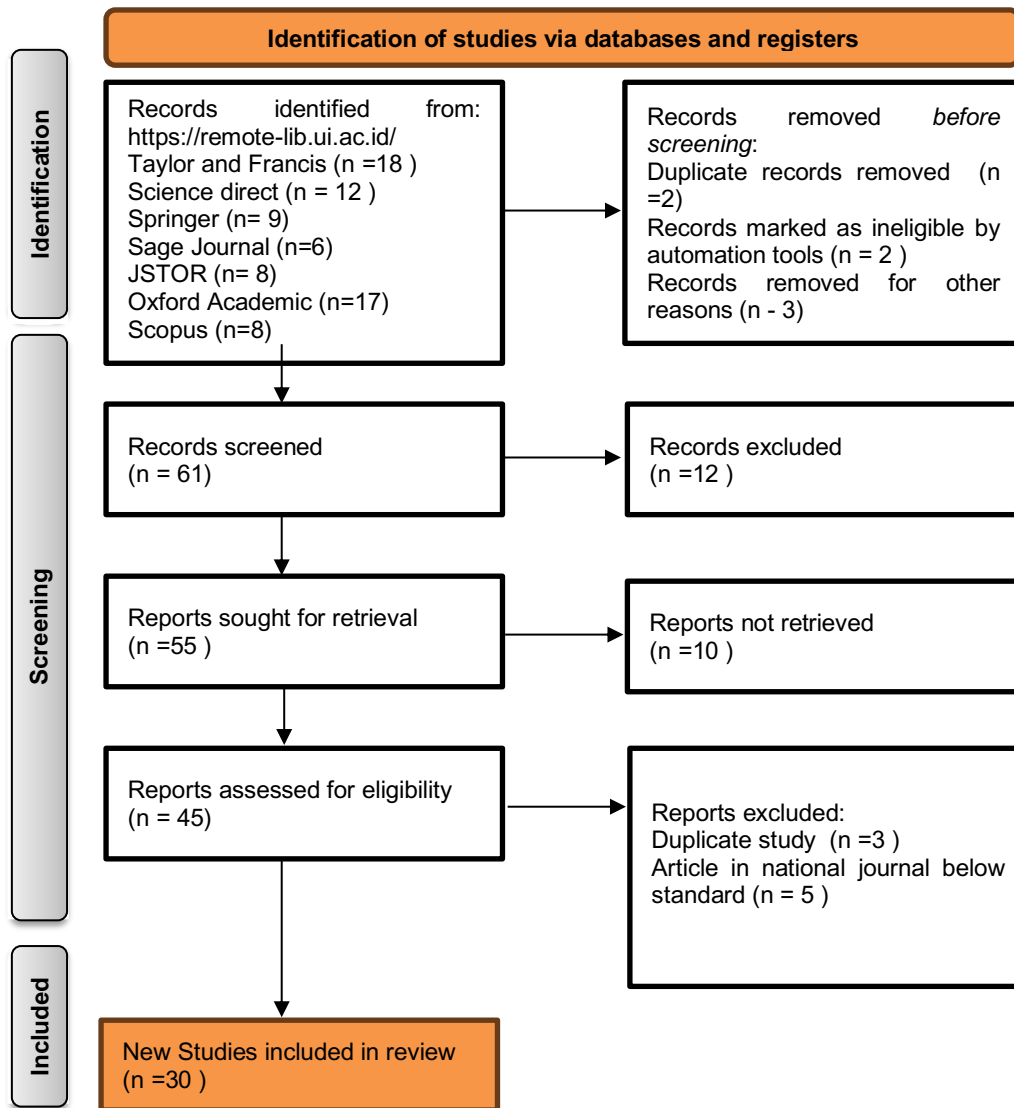 Identification of studies via databases and registers
Identification
Records identified from:
https://remote-lib.ui.ac.id/
Taylor and Francis (n =18 )
Science direct (n = 12 )
Springer (n= 9)
Sage Journal (n=6)
JSTOR (n= 8)
Oxford Academic (n=17)
Scopus (n=8)
Records removed before
screening:
Duplicate records removed (n
=2)
Records marked as ineligible by
automation tools (n = 2 )
Records removed for other
reasons (n - 3)
Screening
Records screened
(n = 61)
Records excluded
(n =12 )
Reports sought for retrieval
(n =55 )
Reports not retrieved
(n =10 )
Reports assessed for eligibility
(n = 45)
Reports excluded:
Duplicate study (n =3 )
Article in national journal below
standard (n = 5 )
Included
New Studies included in review
(n =30 )